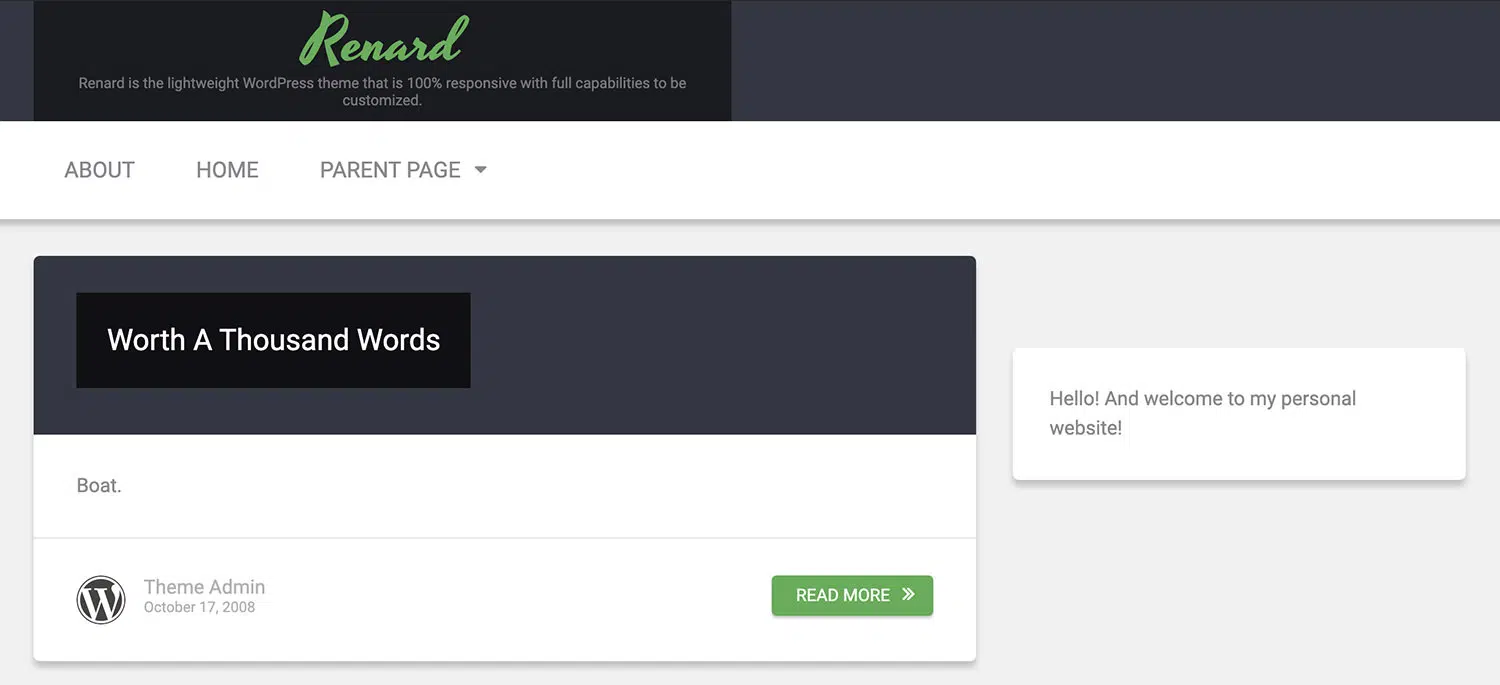 Renard
Renard is the lightweight WordPress theme that is 100% responsive with full capabilities to be
customized.
ABOUT
HOME
PARENT PAGE
Worth A Thousand Words
Boat.
Theme Admin
October 17, 2008
READ MORE
Hello! And welcome to my personal
website!